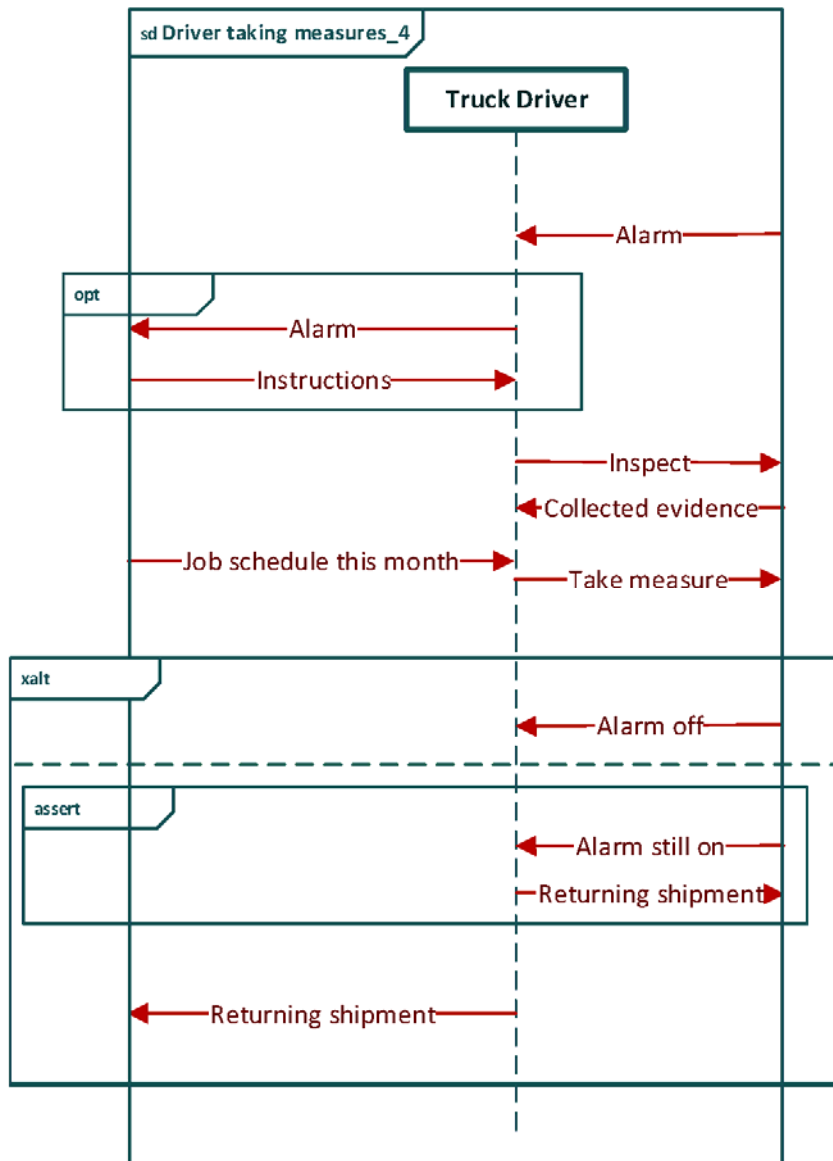 sd Driver taking measures_4
Truck Driver
Alarm
opt
Alarm
Instructions
Inspect
Collected evidence
Job schedule this month
Take measure
xalt
Alarm off
assert
Alarm still on
Returning shipment
Returning shipment